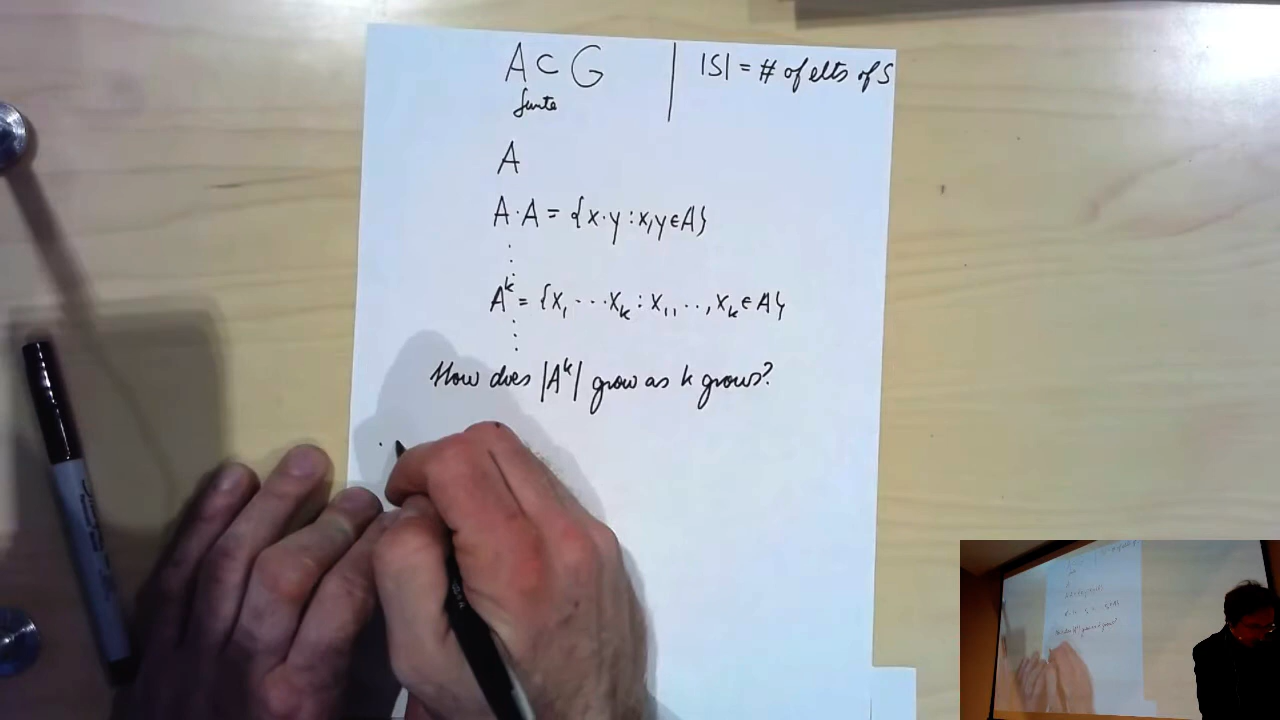 A ⊂ G | |S| = # of elts of S
finite
A
A·A = {x·y : x,y ∈ A}
⋮
A^k = {x_1 ··· x_k : x_1, .., x_k ∈ A}
⋮
How does |A^k| grow as k grows?